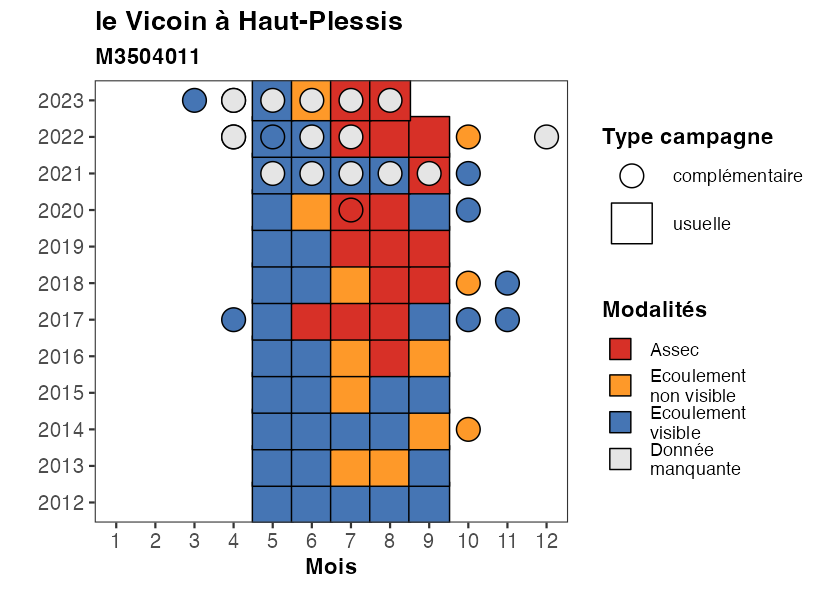 le Vicoin à Haut-Plessis
M3504011
2023
2022
2021
2020
2019
2018
2017
2016
2015
2014
2013
2012
1 2 3 4 5 6 7 8 9 10 11 12
Mois
Type campagne
complémentaire
usuelle
Modalités
Assec
Ecoulement
non visible
Ecoulement
visible
Donnée
manquante